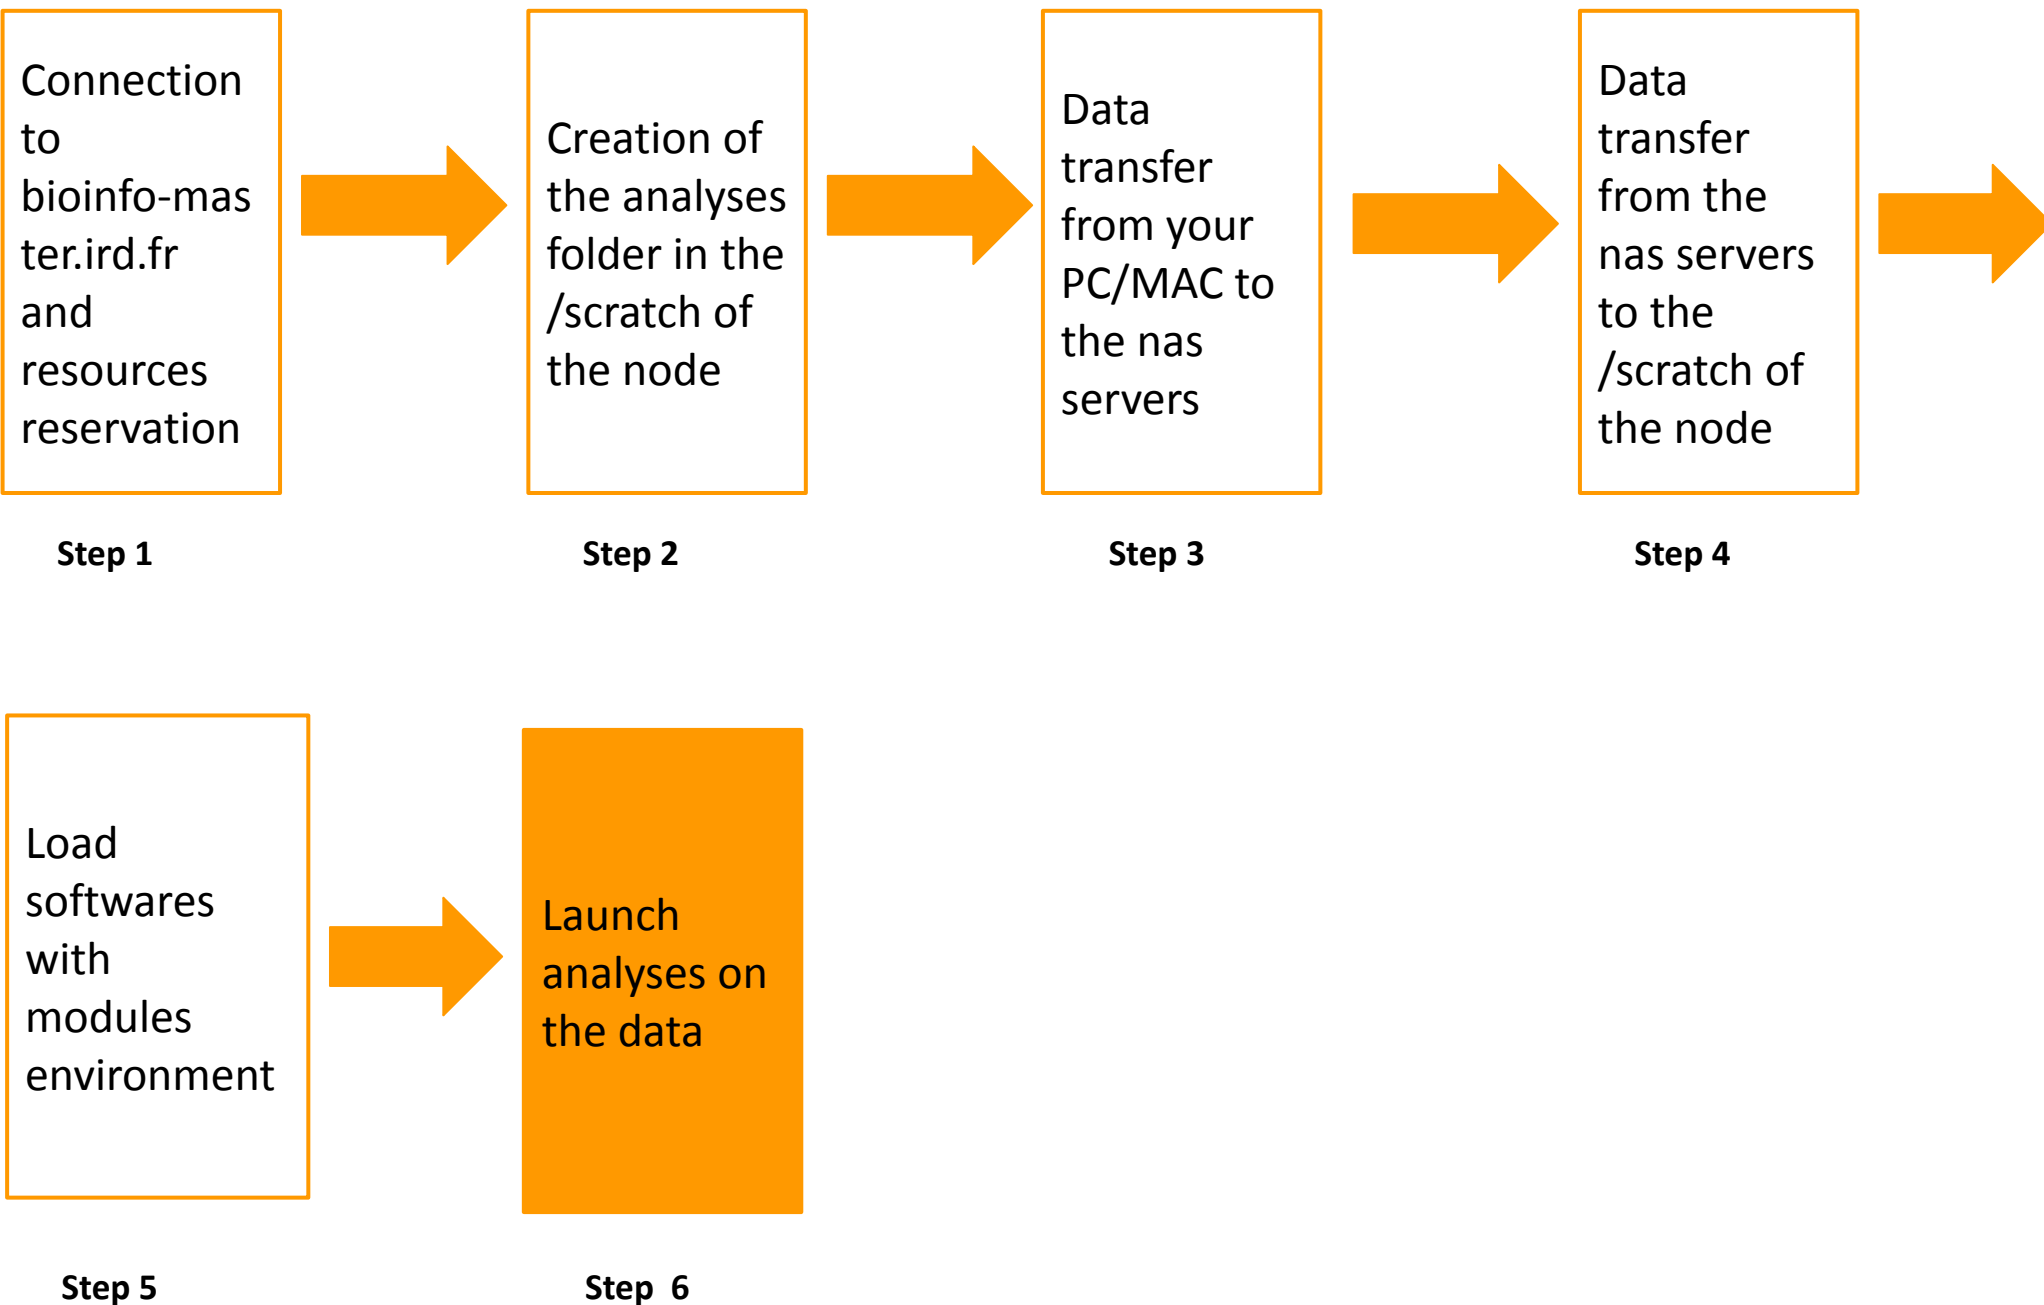 Connection
to
bioinfo-mas
ter.ird.fr
and
resources
reservation
Step 1
Creation of
the analyses
folder in the
/scratch of
the node
Step 2
Data
transfer
from your
PC/MAC to
the nas
servers
Step 3
Data
transfer
from the
nas servers
to the
/scratch of
the node
Step 4
Load
softwares
with
modules
environment
Step 5
Launch
analyses on
the data
Step  6